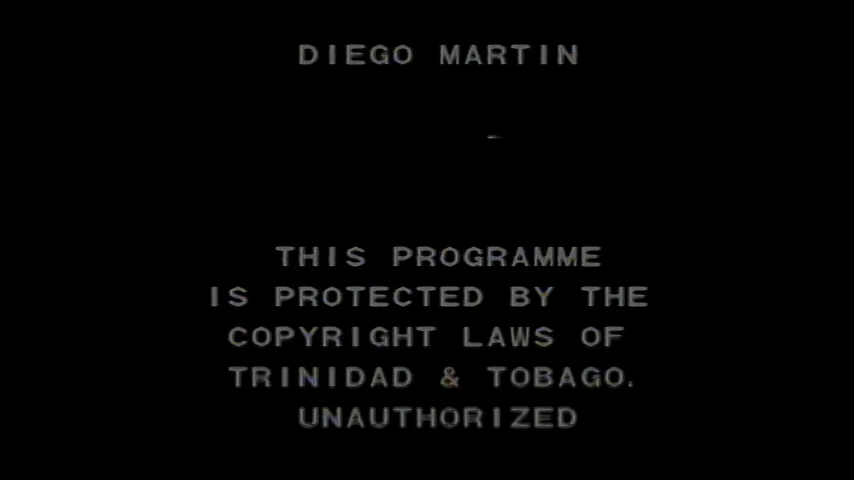 DIEGO MARTIN
THIS PROGRAMME
IS PROTECTED BY THE
COPYRIGHT LAWS OF
TRINIDAD & TOBAGO.
UNAUTHORIZED